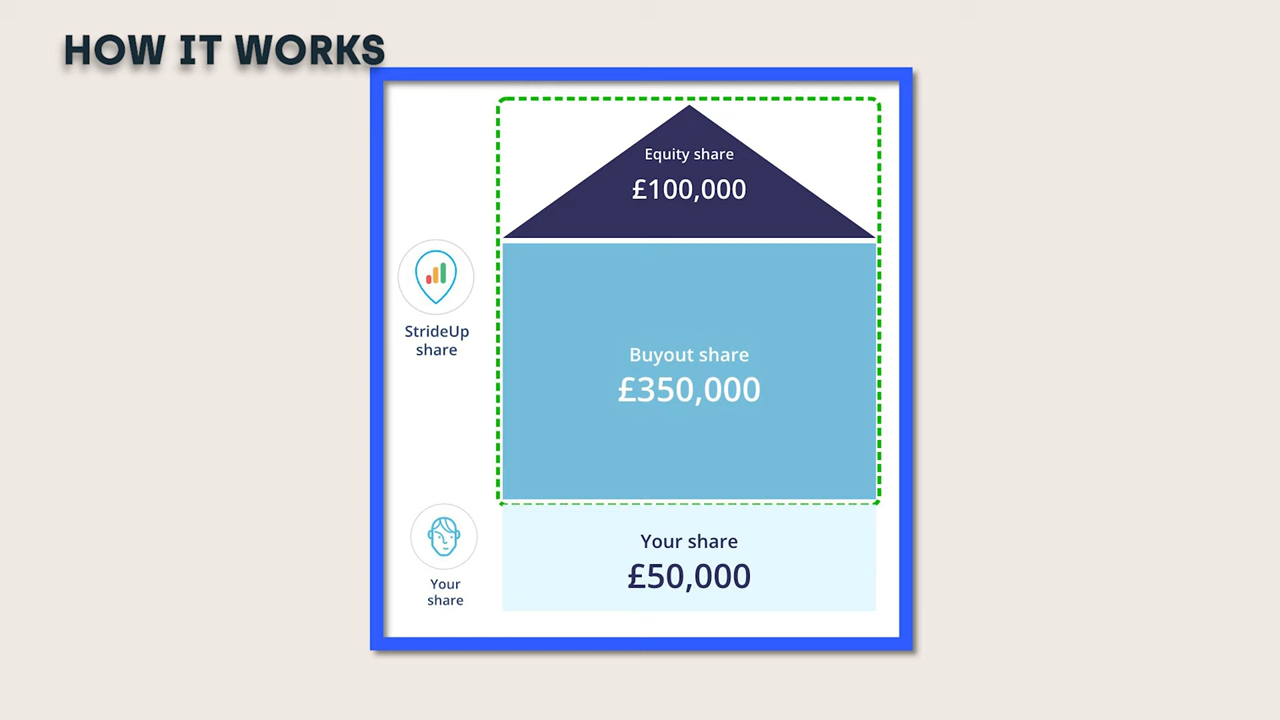 HOW IT WORKS
Equity share
£100,000
StrideUp
share
Buyout share
£350,000
Your share
£50,000
Your
share